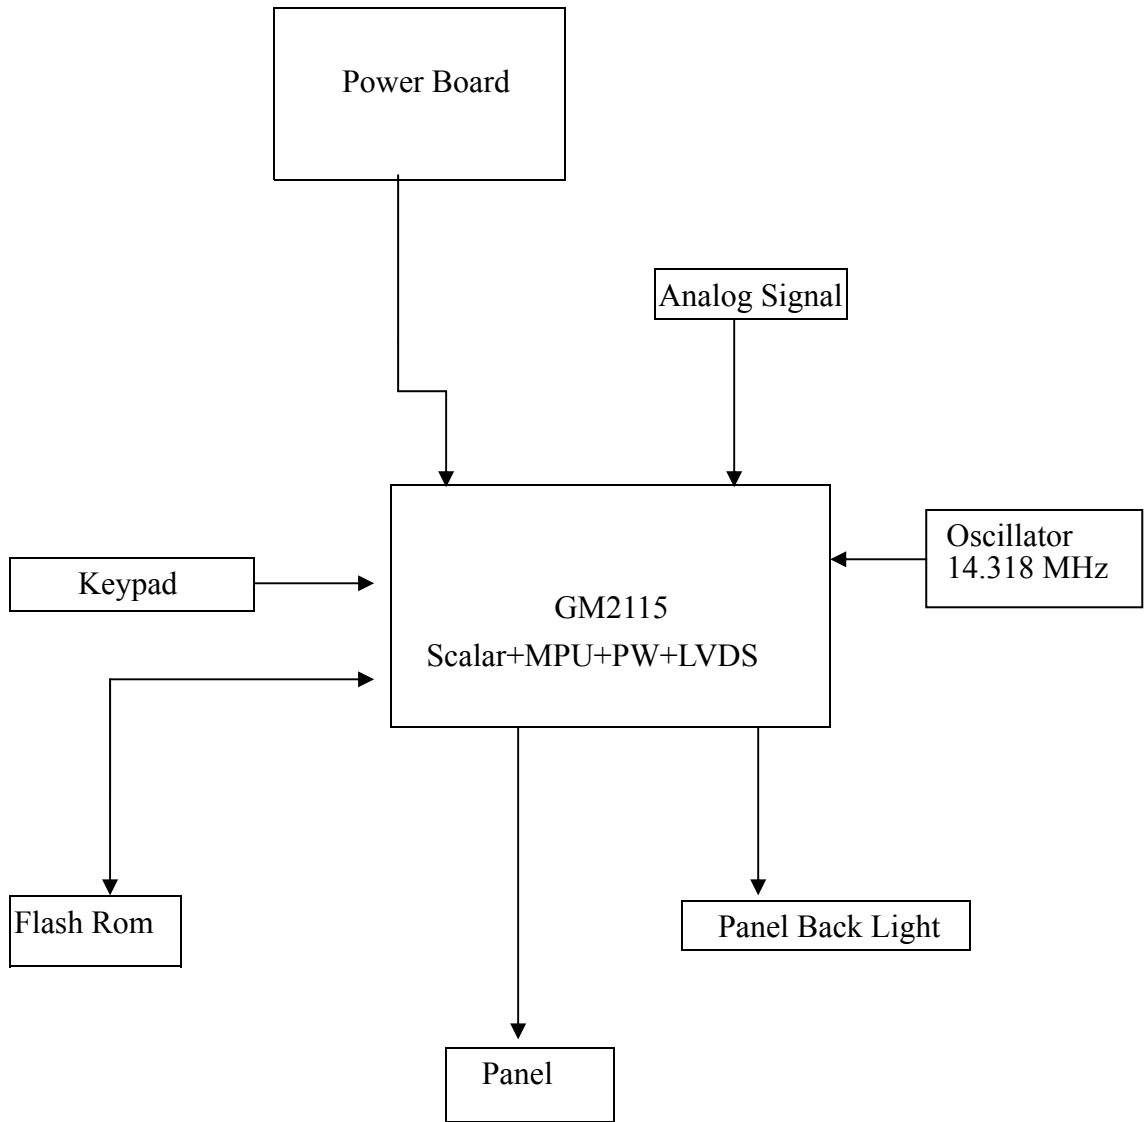 Power Board
Analog Signal
Oscillator
14.318 MHz
Keypad
GM2115
Scalar+MPU+PW+LVDS
Flash Rom
Panel Back Light
Panel